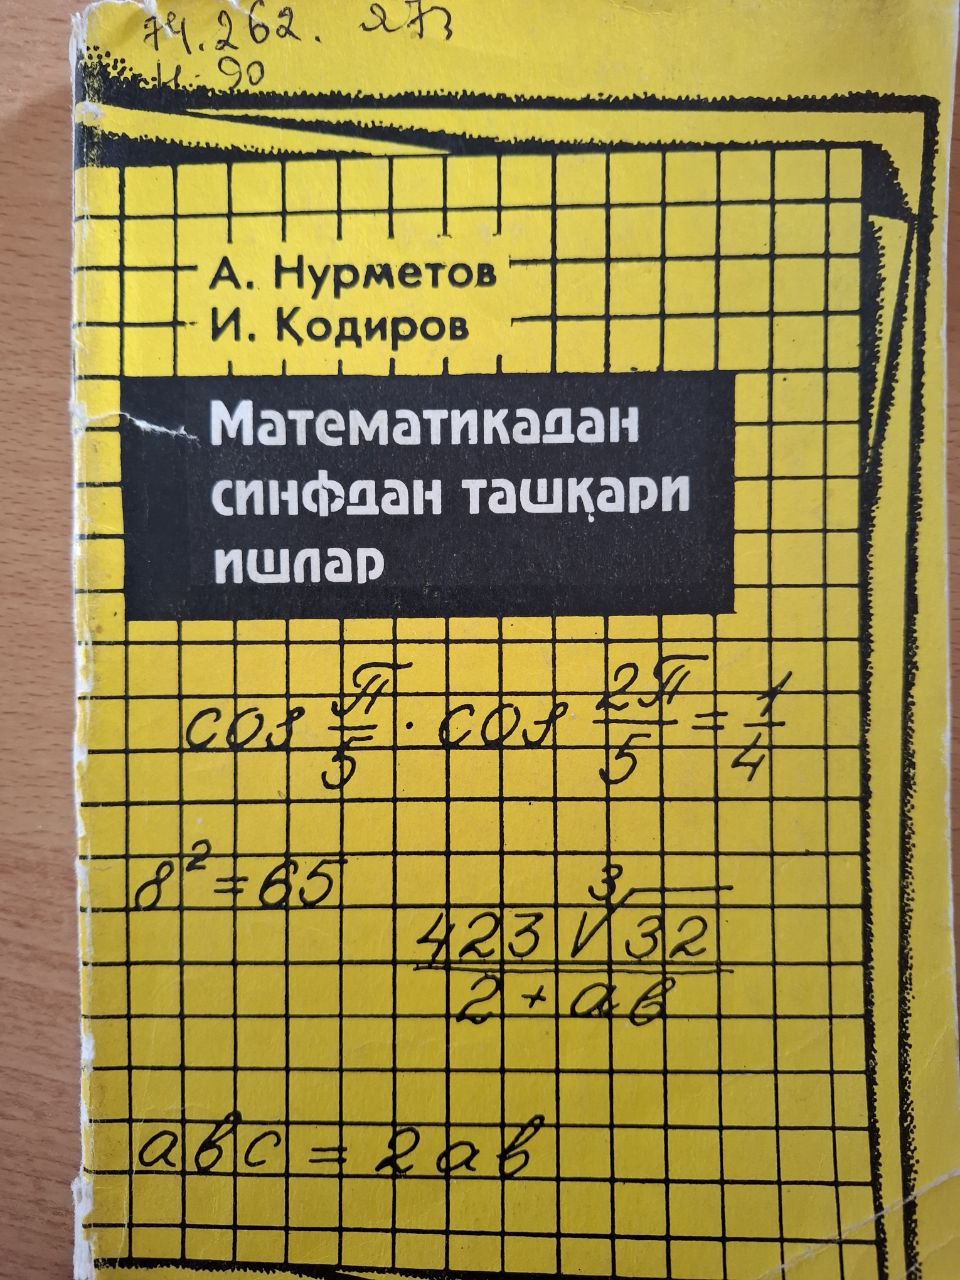 74.262. я73
Н-90
А. Нурметов
И. Қодиров
Математикадан
синфдан ташқари
ишлар
cos π/5 · cos 2π/5 = 1/4
8² = 65
423 ∛32
2 + ав
авс = 2ав